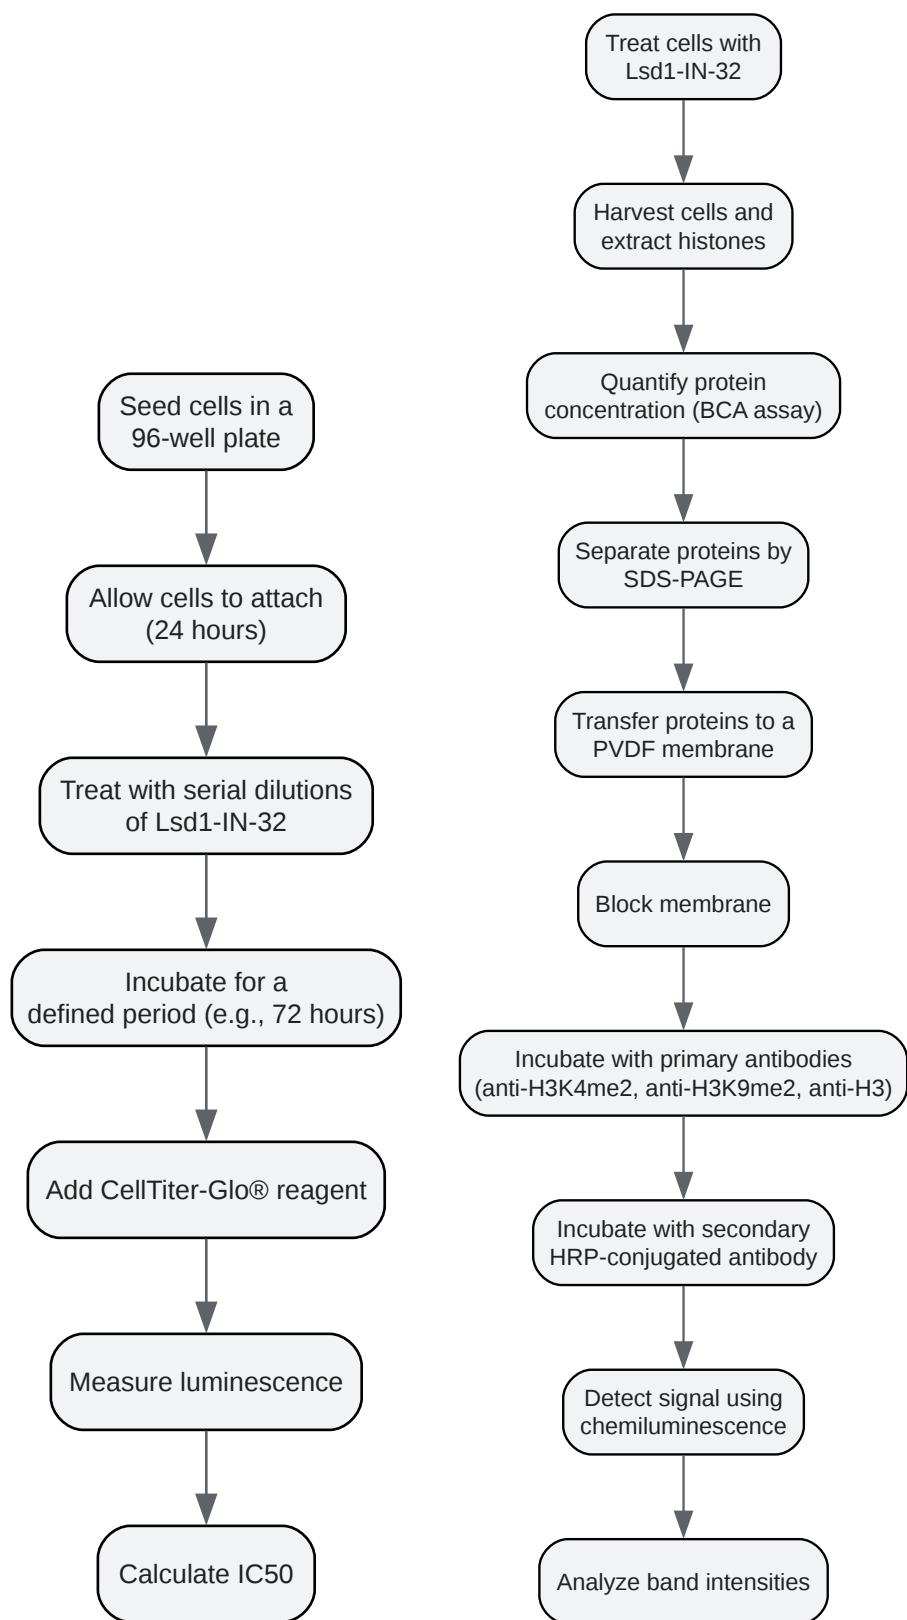 Seed cells in a
96-well plate
Allow cells to attach
(24 hours)
Treat with serial dilutions
of Lsd1-IN-32
Incubate for a
defined period (e.g., 72 hours)
Add CellTiter-Glo® reagent
Measure luminescence
Calculate IC50
Treat cells with
Lsd1-IN-32
Harvest cells and
extract histones
Quantify protein
concentration (BCA assay)
Separate proteins by
SDS-PAGE
Transfer proteins to a
PVDF membrane
Block membrane
Incubate with primary antibodies
(anti-H3K4me2, anti-H3K9me2, anti-H3)
Incubate with secondary
HRP-conjugated antibody
Detect signal using
chemiluminescence
Analyze band intensities